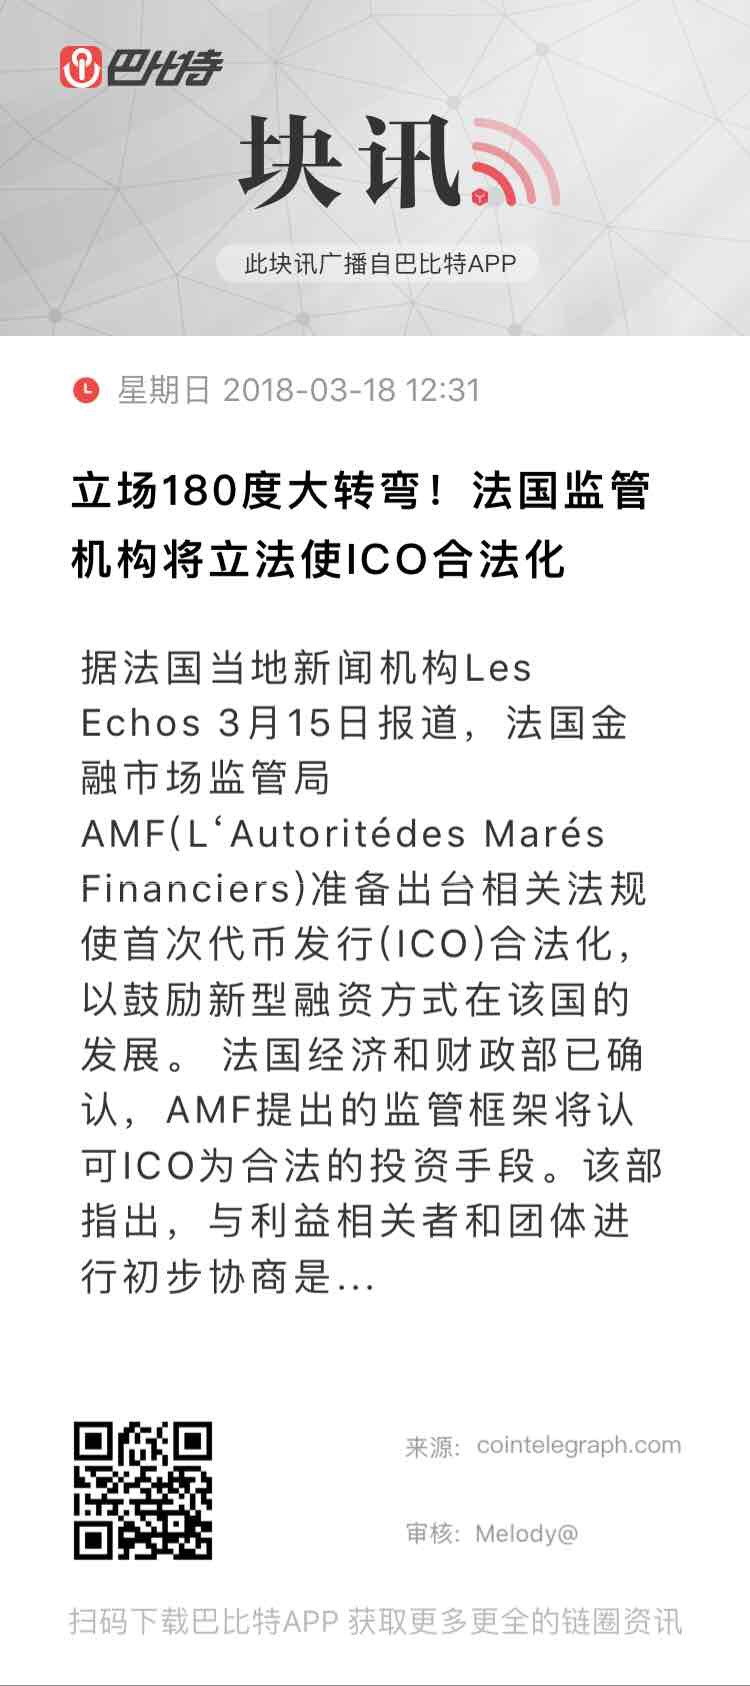 巴比特
块讯
此块讯广播自巴比特APP
星期日 2018-03-18 12:31
立场180度大转弯！法国监管
机构将立法使ICO合法化
据法国当地新闻机构Les
Echos 3月15日报道，法国金
融市场监管局
AMF(L‘Autoritédes Marés
Financiers)准备出台相关法规
使首次代币发行(ICO)合法化，
以鼓励新型融资方式在该国的
发展。 法国经济和财政部已确
认，AMF提出的监管框架将认
可ICO为合法的投资手段。该部
指出，与利益相关者和团体进
行初步协商是...
来源: cointelegraph.com
审核: Melody@
扫码下载巴比特APP 获取更多更全的链圈资讯